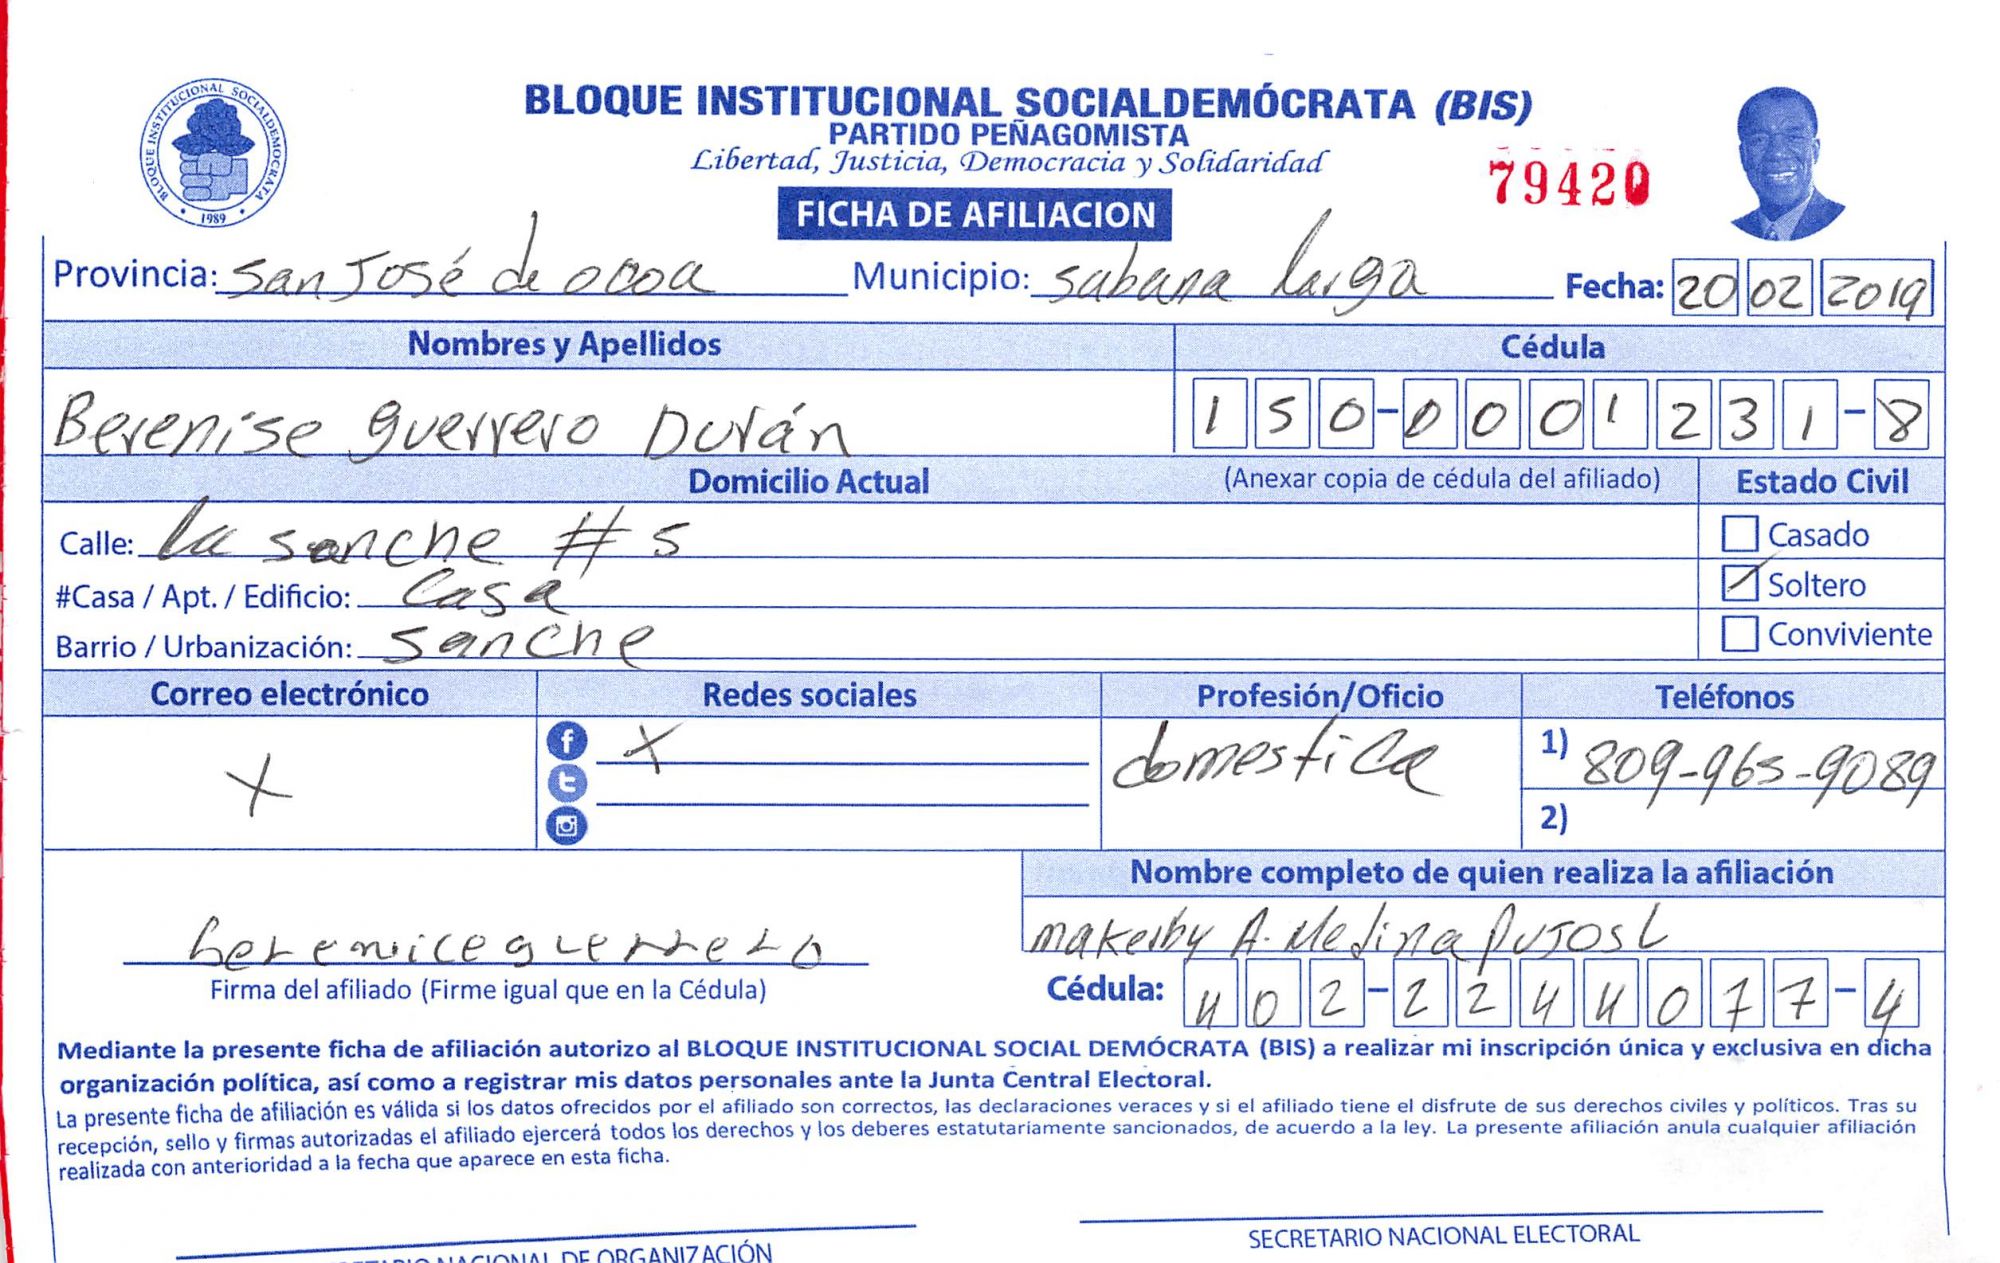 BLOQUE INSTITUCIONAL SOCIALDEMOCRATA
1989
BLOQUE INSTITUCIONAL SOCIALDEMÓCRATA (BIS)
PARTIDO PEÑAGOMISTA
Libertad, Justicia, Democracia y Solidaridad
79420
FICHA DE AFILIACION
Provincia: San José de ocoa Municipio: sabana larga Fecha: 20 02 2019
Nombres y Apellidos Cédula
Berenise guerrero Durán 150-0001231-8
Domicilio Actual (Anexar copia de cédula del afiliado) Estado Civil
Calle: la sanche # 5 Casado
#Casa / Apt. / Edificio: Casa Soltero
Barrio / Urbanización: sanche Conviviente
Correo electrónico Redes sociales Profesión/Oficio Teléfonos
X X domestica 1) 809-965-9089
2)
Nombre completo de quien realiza la afiliación
bereniceguerrero A. Medina
Firma del afiliado (Firme igual que en la Cédula) Cédula: 402-2244077-4
Mediante la presente ficha de afiliación autorizo al BLOQUE INSTITUCIONAL SOCIAL DEMÓCRATA (BIS) a realizar mi inscripción única y exclusiva en dicha
organización política, así como a registrar mis datos personales ante la Junta Central Electoral.
La presente ficha de afiliación es válida si los datos ofrecidos por el afiliado son correctos, las declaraciones veraces y si el afiliado tiene el disfrute de sus derechos civiles y políticos. Tras su
recepción, sello y firmas autorizadas el afiliado ejercerá todos los derechos y los deberes estatutariamente sancionados, de acuerdo a la ley. La presente afiliación anula cualquier afiliación
realizada con anterioridad a la fecha que aparece en esta ficha.
NACIONAL DE ORGANIZACIÓN SECRETARIO NACIONAL ELECTORAL